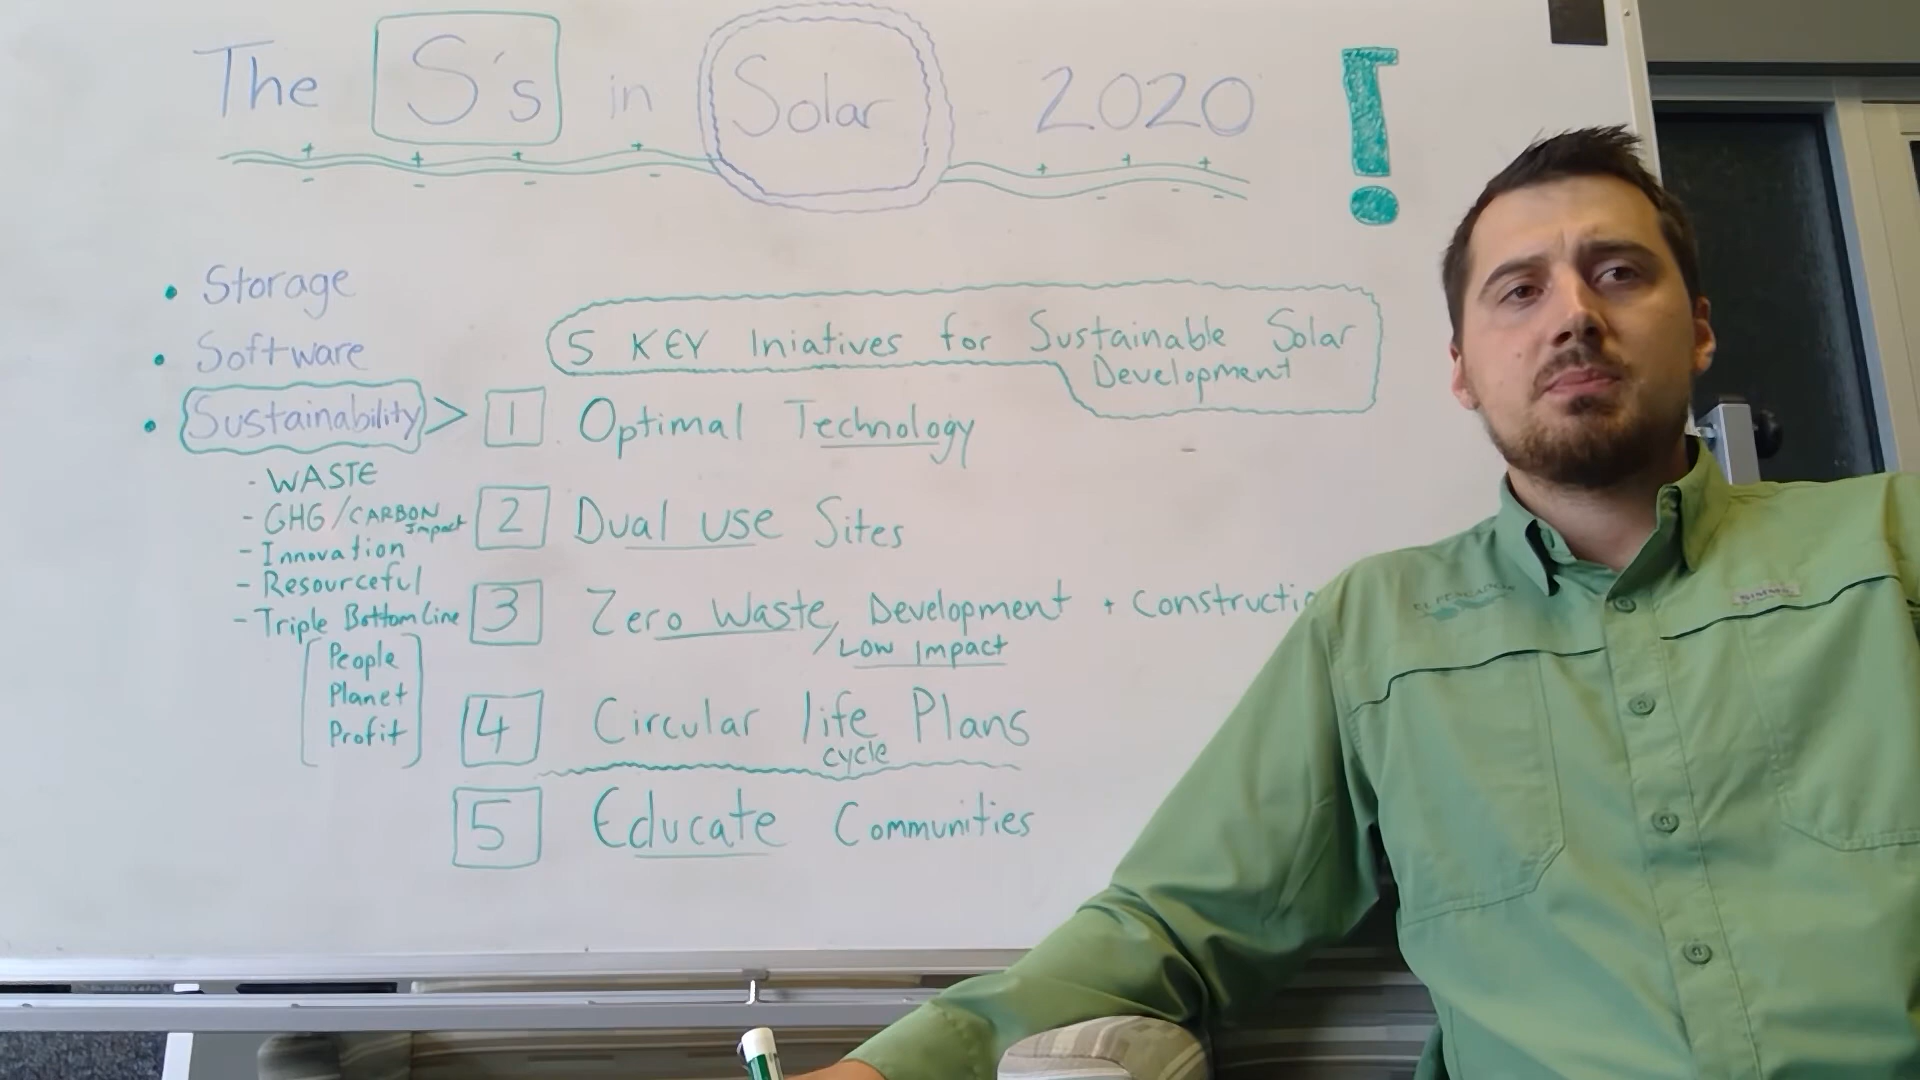 The S's in Solar 2020 !
• Storage
• Software
• Sustainability >
- WASTE
- GHG/CARBON Impact
- Innovation
- Resourceful
- Triple Bottom Line
People
Planet
Profit
5 KEY Iniatives for Sustainable Solar
Development
1 Optimal Technology
2 Dual use Sites
3 Zero Waste Development + Constructio
/Low Impact
4 Circular life Plans
cycle
5 Educate Communities